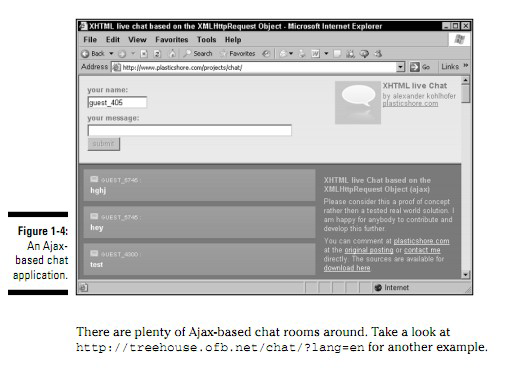 XHTML live chat based on the XMLHttpRequest Object - Microsoft Internet Explorer
File Edit View Favorites Tools Help
Back Search Favorites
Address http://www.plasticshore.com/projects/chat/ Go Links »
your name:
guest_405
your message:
submit
XHTML live Chat
by alexander kohlhofer
plasticshore.com
GUEST_8745:
hghj
GUEST_8745:
hey
GUEST_4000:
test
XHTML live Chat based on the
XMLHttpRequest Object (ajax)
Please consider this a proof of concept
rather then a tested real world solution. I
am happy for anybody to contribute and
develop this further.
You can comment at plasticshore.com
at the original posting or contact me
directly. The sources are available for
download here
Internet
Figure 1-4:
An Ajax-
based chat
application.
There are plenty of Ajax-based chat rooms around. Take a look at
http://treehouse.ofb.net/chat/?lang=en for another example.